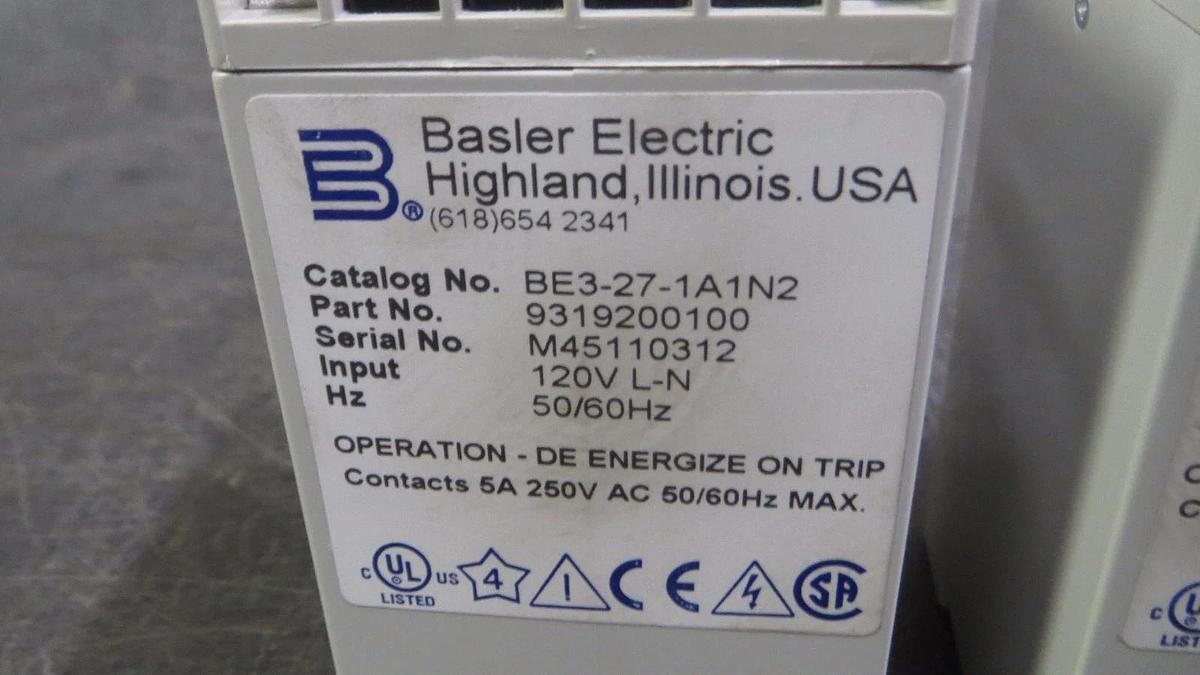 B® Basler Electric
Highland, Illinois. USA
(618)654 2341
Catalog No. BE3-27-1A1N2
Part No. 9319200100
Serial No. M45110312
Input 120V L-N
Hz 50/60Hz
OPERATION - DE ENERGIZE ON TRIP
Contacts 5A 250V AC 50/60Hz MAX.
C UL US LISTED 4 CE SA
C
C
C
LIST